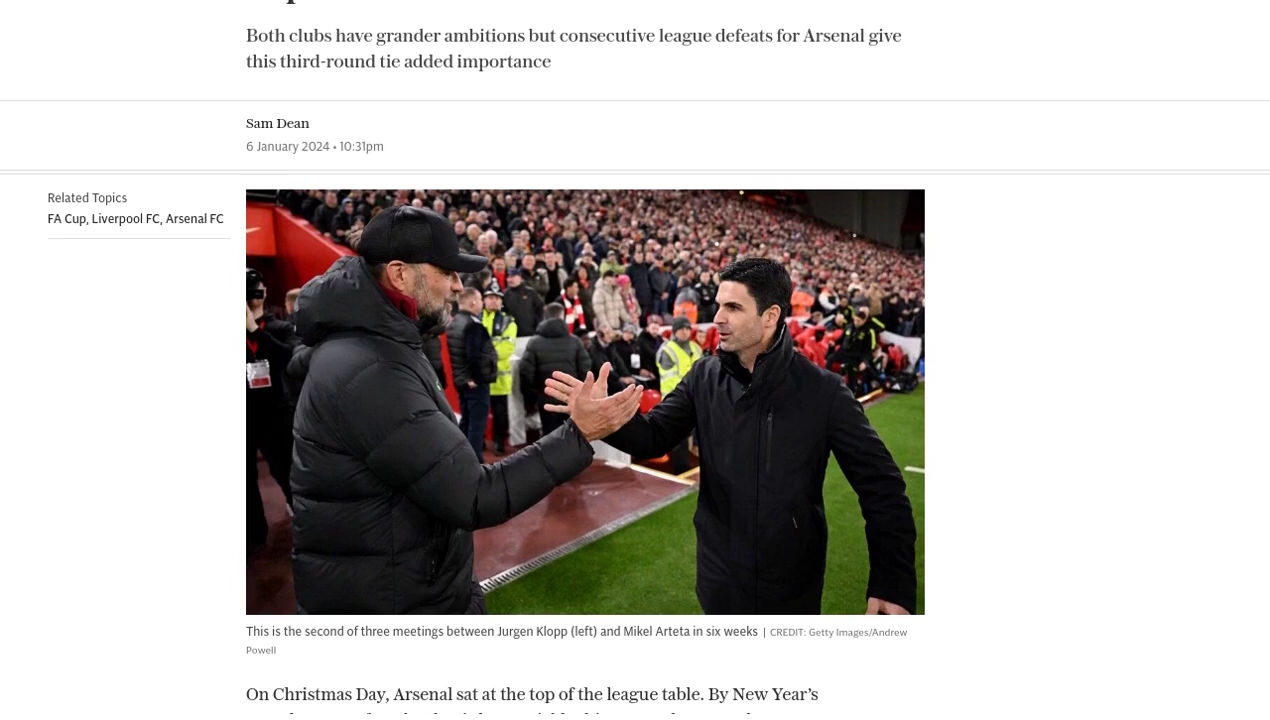 Both clubs have grander ambitions but consecutive league defeats for Arsenal give
this third-round tie added importance
Sam Dean
6 January 2024 • 10:31pm
Related Topics
FA Cup, Liverpool FC, Arsenal FC
This is the second of three meetings between Jurgen Klopp (left) and Mikel Arteta in six weeks | CREDIT: Getty Images/Andrew
Powell
On Christmas Day, Arsenal sat at the top of the league table. By New Year's